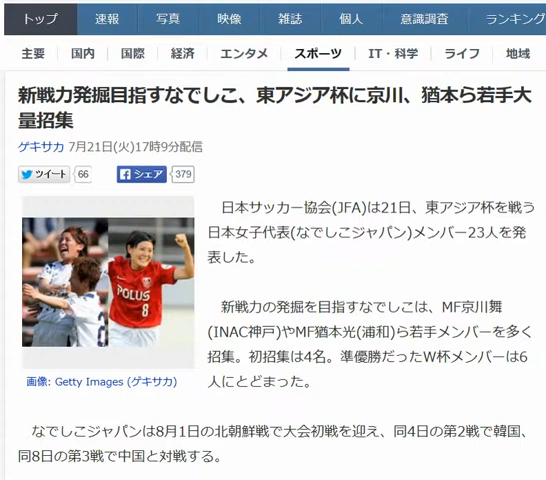 トップ 速報 写真 映像 雑誌 個人 意識調査 ランキング
主要 国内 国際 経済 エンタメ スポーツ IT・科学 ライフ 地域
新戦力発掘目指すなでしこ、東アジア杯に京川、猶本ら若手大
量招集
ゲキサカ 7月21日(火)17時9分配信
ツイート 66 シェア 379
日本サッカー協会(JFA)は21日、東アジア杯を戦う
日本女子代表(なでしこジャパン)メンバー23人を発
表した。
新戦力の発掘を目指すなでしこは、MF京川舞
(INAC神戸)やMF猶本光(浦和)ら若手メンバーを多く
招集。初招集は4名。準優勝だったW杯メンバーは6
人にとどまった。
POLUS
8
画像: Getty Images (ゲキサカ)
なでしこジャパンは8月1日の北朝鮮戦で大会初戦を迎え、同4日の第2戦で韓国、
同8日の第3戦で中国と対戦する。